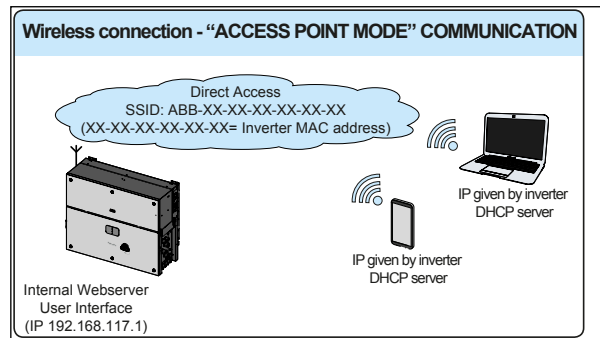 Wireless connection - “ACCESS POINT MODE” COMMUNICATION
Direct Access
SSID: ABB-XX-XX-XX-XX-XX-XX
(XX-XX-XX-XX-XX-XX= Inverter MAC address)
IP given by inverter
DHCP server
IP given by inverter
DHCP server
Internal Webserver
User Interface
(IP 192.168.117.1)